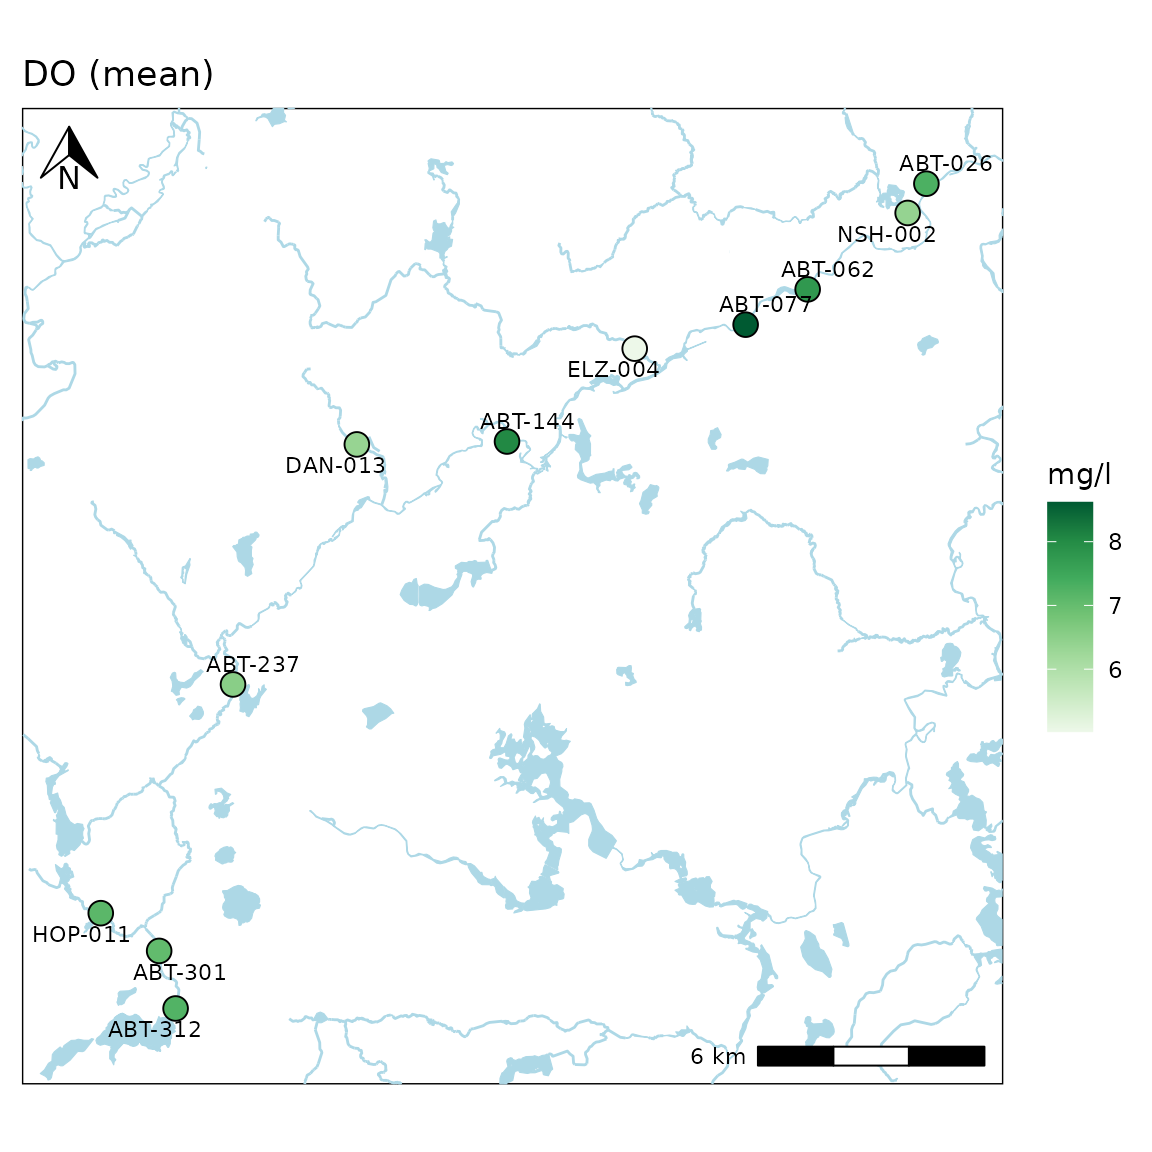 DO (mean)
N
ABT-026
NSH-002
ABT-062
ABT-077
ELZ-004
ABT-144
DAN-013
mg/l
8
7
6
ABT-237
HOP-011
ABT-301
ABT-312
6 km